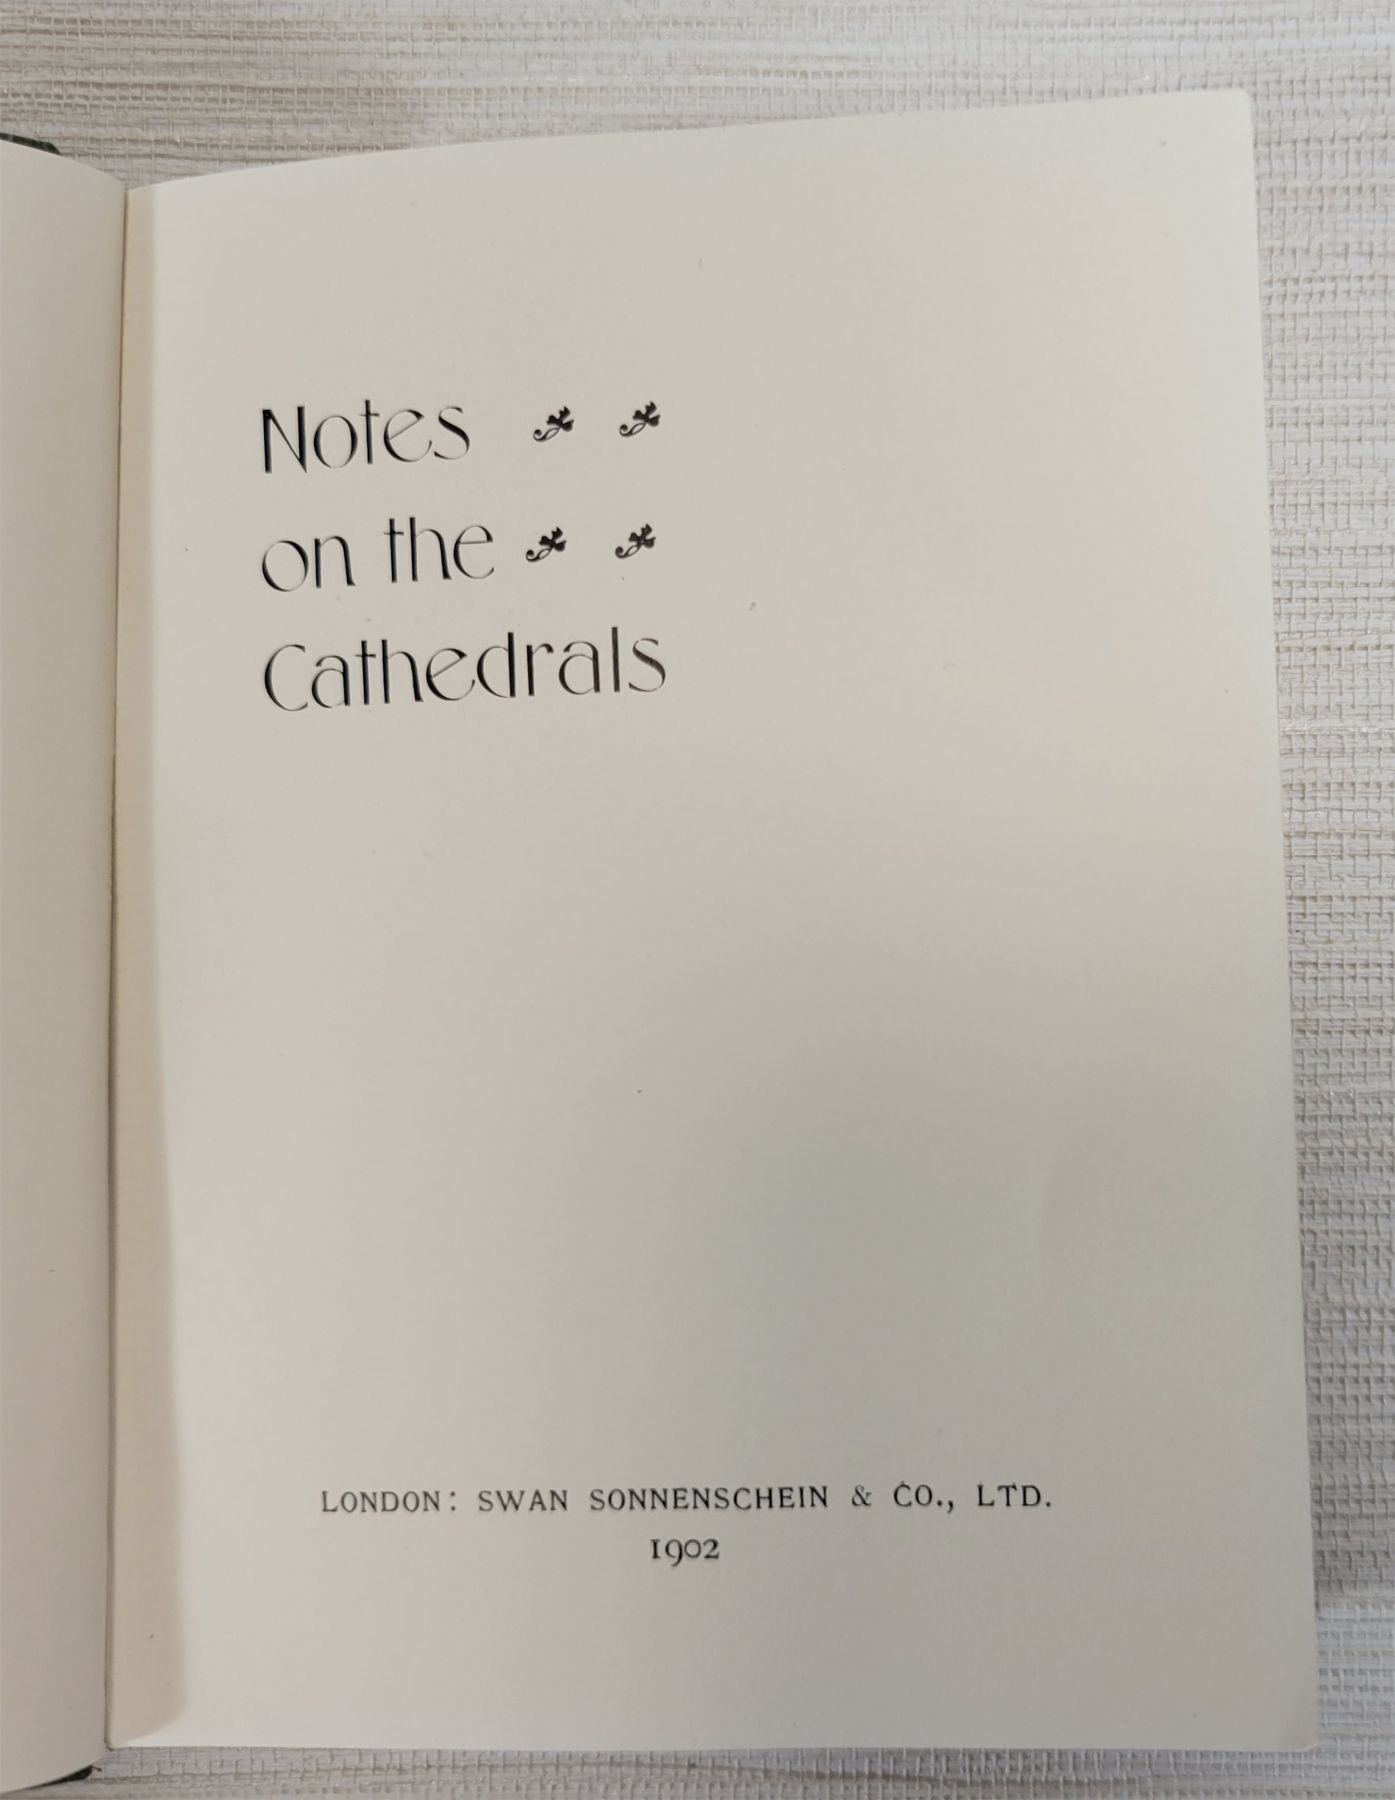 Notes
on the
Cathedrals
LONDON: SWAN SONNENSCHEIN & CO., LTD.
1902